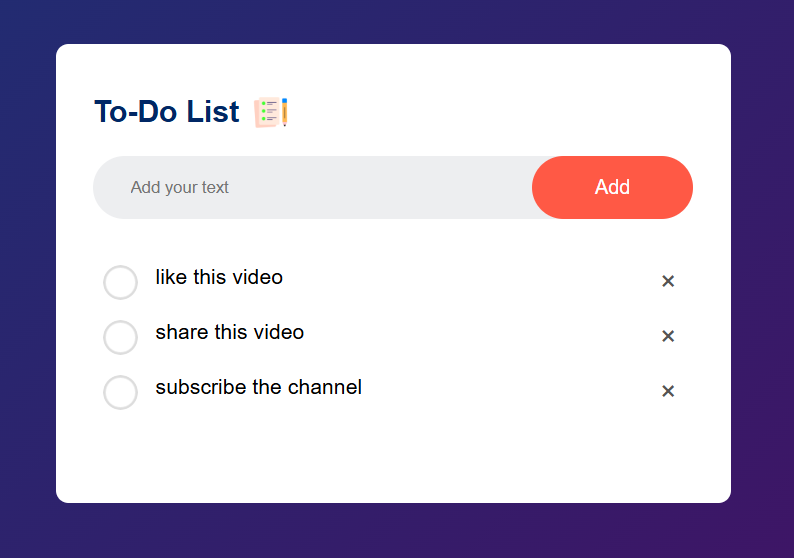 To-Do List
Add your text
Add
like this video
×
share this video
×
subscribe the channel
×